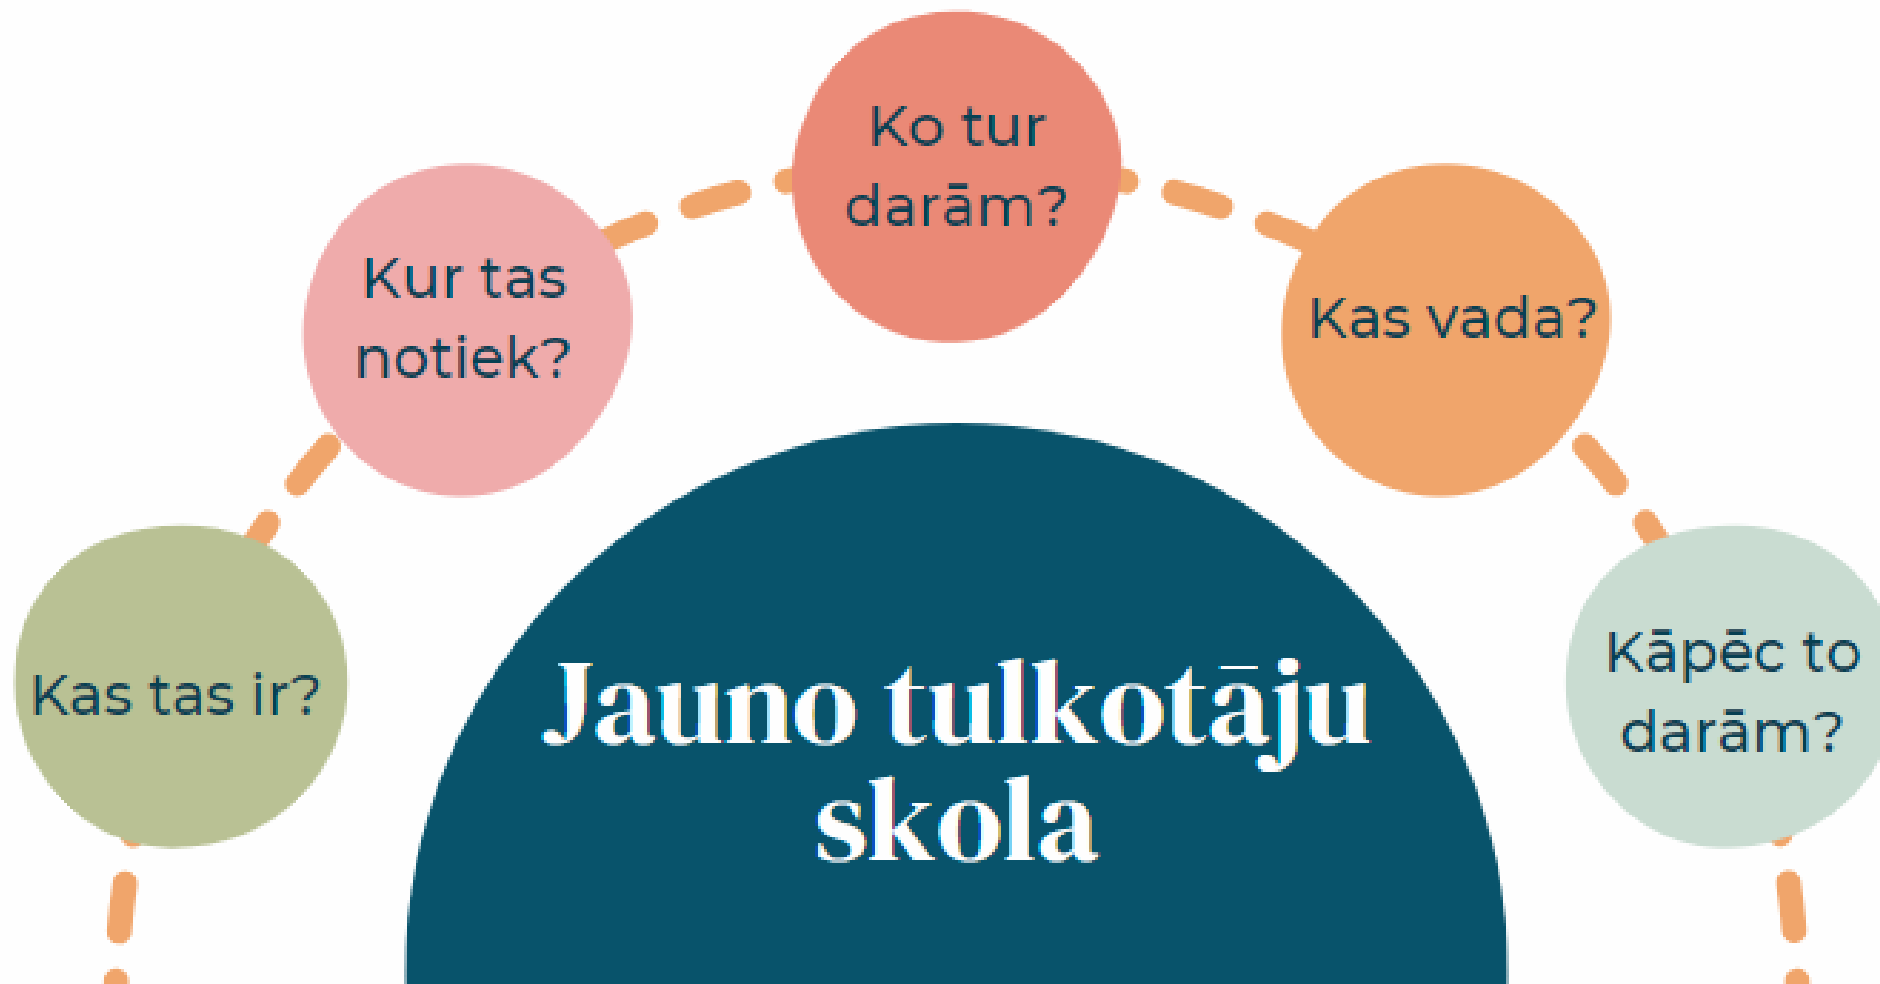 Ko tur
darām?
Kur tas
notiek?
Kas vada?
Kas tas ir?
Kāpēc to
darām?
Jauno tulkotāju
skola